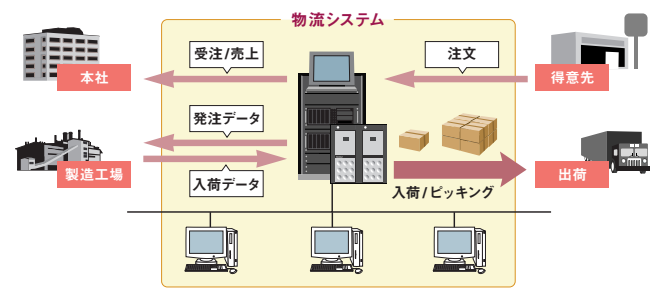 物流システム
受注/売上
注文
本社
得意先
発注データ
製造工場
入荷データ
入荷/ピッキング
出荷